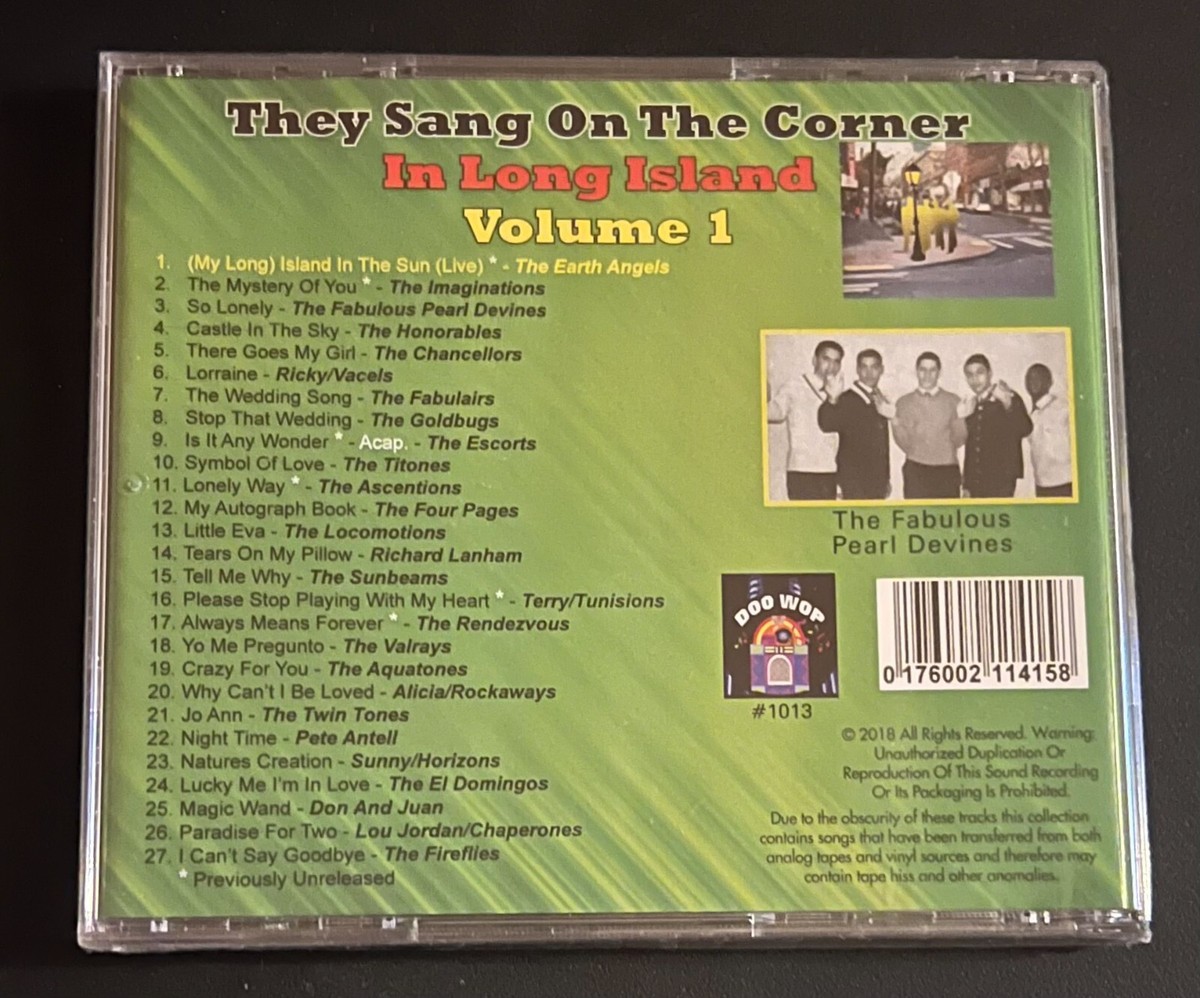 They Sang On The Corner
In Long Island
Volume 1
1. (My Long) Island In The Sun (Live) * - The Earth Angels
2. The Mystery Of You * - The Imaginations
3. So Lonely - The Fabulous Pearl Devines
4. Castle In The Sky - The Honorables
5. There Goes My Girl - The Chancellors
6. Lorraine - Ricky/Vacels
7. The Wedding Song - The Fabulairs
8. Stop That Wedding - The Goldbugs
9. Is It Any Wonder * - Acap. - The Escorts
10. Symbol Of Love - The Titones
11. Lonely Way * - The Ascentions
12. My Autograph Book - The Four Pages
13. Little Eva - The Locomotions
14. Tears On My Pillow - Richard Lanham
15. Tell Me Why - The Sunbeams
16. Please Stop Playing With My Heart * - Terry/Tunisions
17. Always Means Forever * - The Rendezvous
18. Yo Me Pregunto - The Valrays
19. Crazy For You - The Aquatones
20. Why Can't I Be Loved - Alicia/Rockaways
21. Jo Ann - The Twin Tones
22. Night Time - Pete Antell
23. Natures Creation - Sunny/Horizons
24. Lucky Me I'm In Love - The El Domingos
25. Magic Wand - Don And Juan
26. Paradise For Two - Lou Jordan/Chaperones
27. I Can't Say Goodbye - The Fireflies
* Previously Unreleased
The Fabulous
Pearl Devines
DOO WOP
#1013
0 176002 114158
© 2018 All Rights Reserved. Warning:
Unauthorized Duplication Or
Reproduction Of This Sound Recording
Or Its Packaging Is Prohibited.
Due to the obscurity of these tracks this collection
contains songs that have been transferred from both
analog tapes and vinyl sources and therefore may
contain tape hiss and other anomalies.